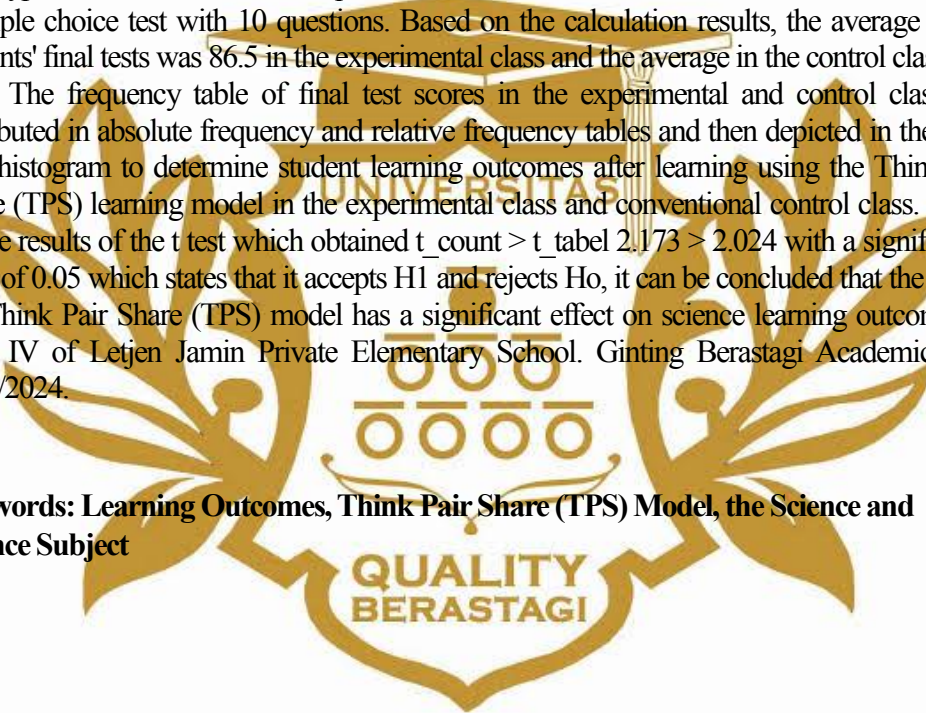 ple choice test with 10 questions. Based on the calculation results, the average
nts' final tests was 86.5 in the experimental class and the average in the control clas
The frequency table of final test scores in the experimental and control clas
buted in absolute frequency and relative frequency tables and then depicted in the
histogram to determine student learning outcomes after learning using the Thin
e (TPS) learning model in the experimental class and conventional control class.
UNIVERSITAS
e results of the t test which obtained t_count > t_tabel 2.173 > 2.024 with a signif
of 0.05 which states that it accepts H1 and rejects Ho, it can be concluded that the
Think Pair Share (TPS) model has a significant effect on science learning outcom
IV of Letjen Jamin Private Elementary School. Ginting Berastagi Academic
/2024.
words: Learning Outcomes, Think Pair Share (TPS) Model, the Science and
nce Subject
QUALITY
BERASTAGI